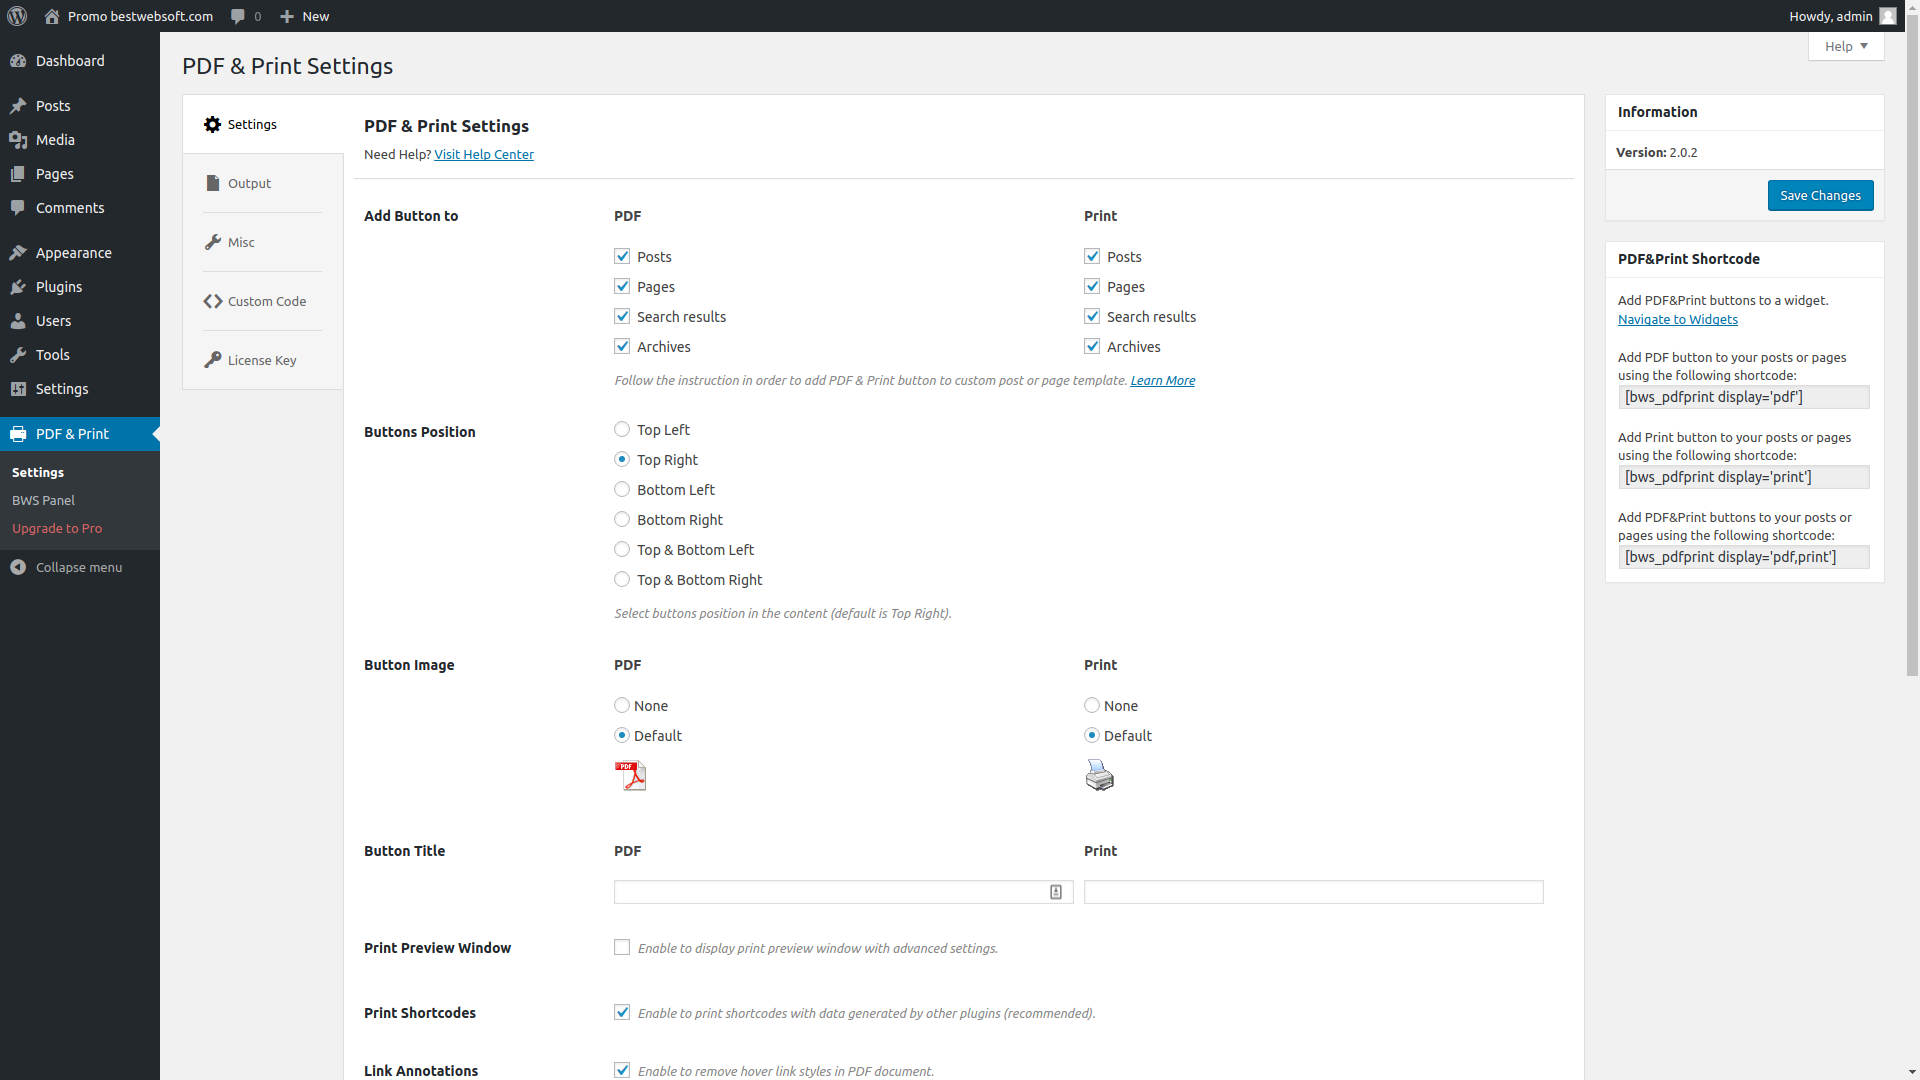 Promo bestwebsoft.com 0 New Howdy, admin
Help
Dashboard
Posts
Media
Pages
Comments
Appearance
Plugins
Users
Tools
Settings
PDF & Print
Settings
BWS Panel
Upgrade to Pro
Collapse menu
PDF & Print Settings
Settings
Output
Misc
Custom Code
License Key
PDF & Print Settings
Need Help? Visit Help Center
Add Button to PDF Print
Posts Posts
Pages Pages
Search results Search results
Archives Archives
Follow the instruction in order to add PDF & Print button to custom post or page template. Learn More
Buttons Position
Top Left
Top Right
Bottom Left
Bottom Right
Top & Bottom Left
Top & Bottom Right
Select buttons position in the content (default is Top Right).
Button Image PDF Print
None None
Default Default
PDF
Button Title PDF Print
Print Preview Window Enable to display print preview window with advanced settings.
Print Shortcodes Enable to print shortcodes with data generated by other plugins (recommended).
Link Annotations Enable to remove hover link styles in PDF document.
Information
Version: 2.0.2
Save Changes
PDF&Print Shortcode
Add PDF&Print buttons to a widget.
Navigate to Widgets
Add PDF button to your posts or pages
using the following shortcode:
[bws_pdfprint display='pdf']
Add Print button to your posts or pages
using the following shortcode:
[bws_pdfprint display='print']
Add PDF&Print buttons to your posts or
pages using the following shortcode:
[bws_pdfprint display='pdf,print']